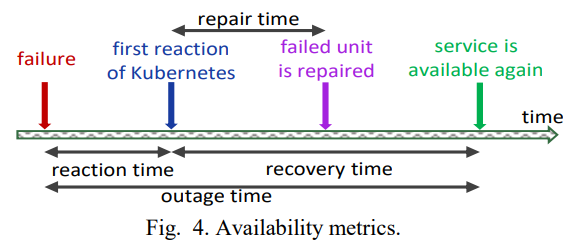 repair time
failure
first reaction
of Kubernetes
failed unit
is repaired
service is
available again
time
reaction time
recovery time
outage time
Fig. 4. Availability metrics.